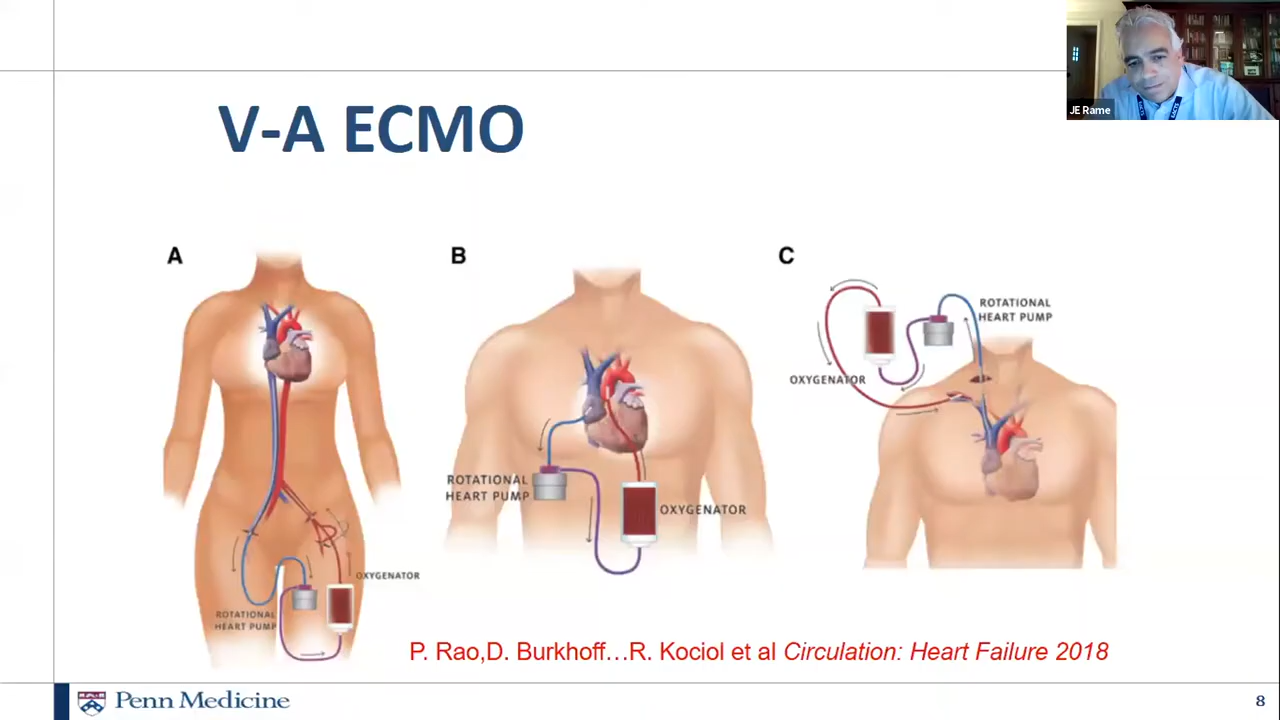 JE Rame
V-A ECMO
A
B
C
ROTATIONAL
HEART PUMP
OXYGENATOR
ROTATIONAL
HEART PUMP
OXYGENATOR
OXYGENATOR
ROTATIONAL
HEART PUMP
P. Rao,D. Burkhoff...R. Kociol et al Circulation: Heart Failure 2018
Penn Medicine
8